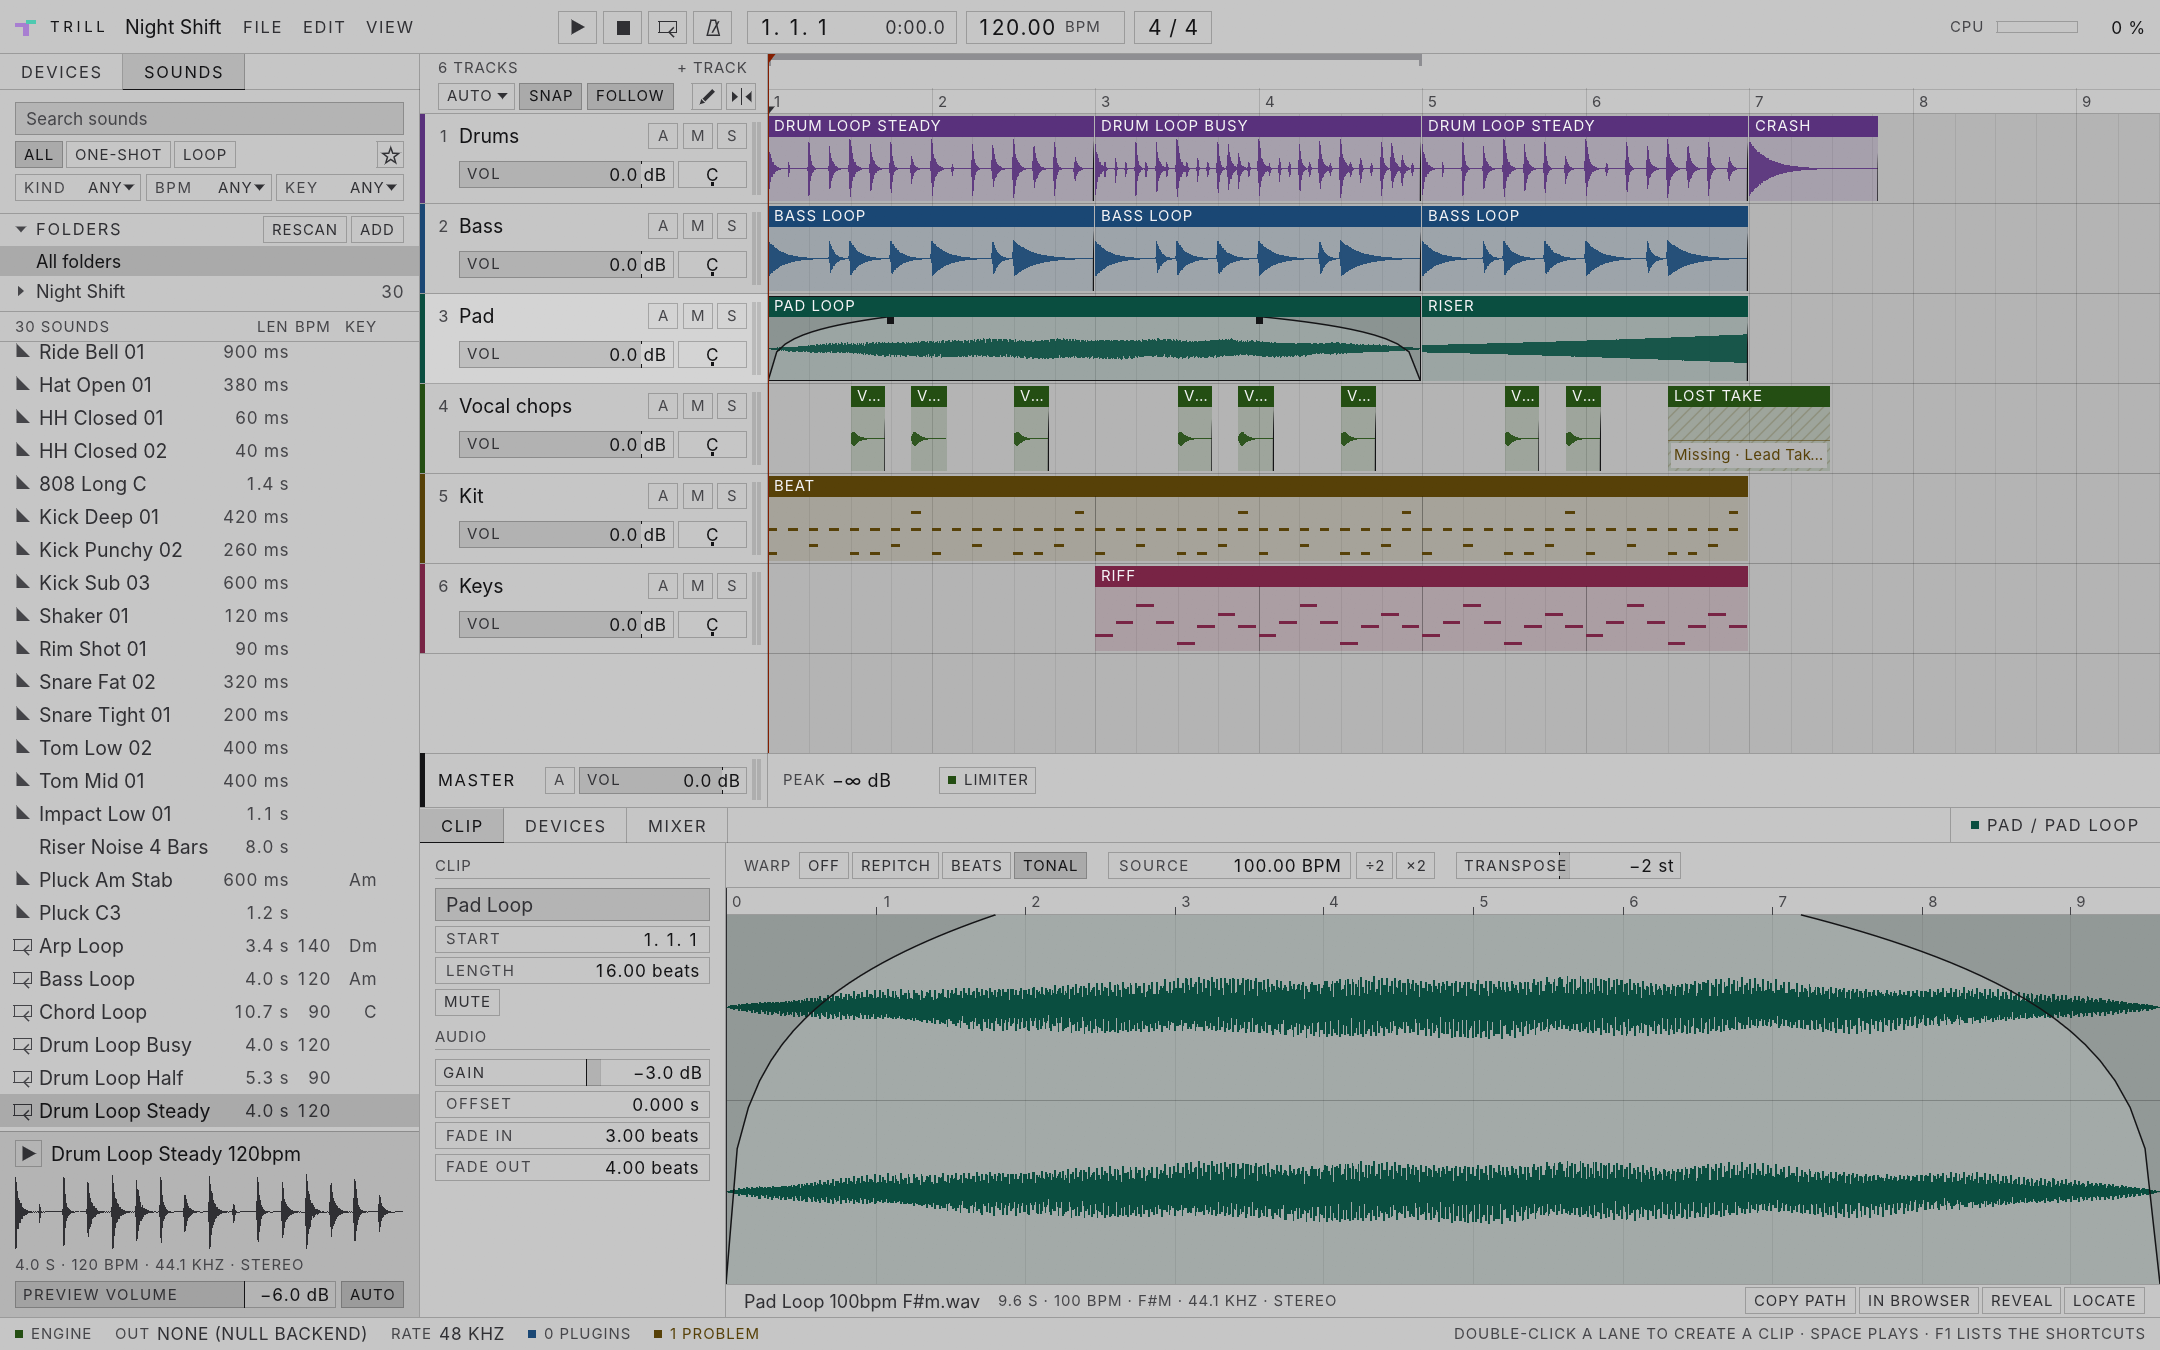 TRILL Night Shift FILE EDIT VIEW 1. 1. 1 0:00.0 120.00 BPM 4 / 4 CPU 0 %
DEVICES SOUNDS
Search sounds
ALL ONE-SHOT LOOP
KIND ANY BPM ANY KEY ANY
FOLDERS RESCAN ADD
All folders
Night Shift 30
30 SOUNDS LEN BPM KEY
Ride Bell 01 900 ms
Hat Open 01 380 ms
HH Closed 01 60 ms
HH Closed 02 40 ms
808 Long C 1.4 s
Kick Deep 01 420 ms
Kick Punchy 02 260 ms
Kick Sub 03 600 ms
Shaker 01 120 ms
Rim Shot 01 90 ms
Snare Fat 02 320 ms
Snare Tight 01 200 ms
Tom Low 02 400 ms
Tom Mid 01 400 ms
Impact Low 01 1.1 s
Riser Noise 4 Bars 8.0 s
Pluck Am Stab 600 ms Am
Pluck C3 1.2 s
Arp Loop 3.4 s 140 Dm
Bass Loop 4.0 s 120 Am
Chord Loop 10.7 s 90 C
Drum Loop Busy 4.0 s 120
Drum Loop Half 5.3 s 90
Drum Loop Steady 4.0 s 120
Drum Loop Steady 120bpm
4.0 S · 120 BPM · 44.1 KHZ · STEREO
PREVIEW VOLUME −6.0 dB AUTO
6 TRACKS + TRACK
AUTO SNAP FOLLOW
1 2 3 4 5 6 7 8 9
1 Drums A M S
VOL 0.0 dB C
DRUM LOOP STEADY DRUM LOOP BUSY DRUM LOOP STEADY CRASH
2 Bass A M S
VOL 0.0 dB C
BASS LOOP BASS LOOP BASS LOOP
3 Pad A M S
VOL 0.0 dB C
PAD LOOP RISER
4 Vocal chops A M S
VOL 0.0 dB C
V... V... V... V... V... V... V... V... LOST TAKE
Missing · Lead Tak...
5 Kit A M S
VOL 0.0 dB C
BEAT
6 Keys A M S
VOL 0.0 dB C
RIFF
MASTER A VOL 0.0 dB PEAK −∞ dB LIMITER
CLIP DEVICES MIXER PAD / PAD LOOP
CLIP
Pad Loop
START 1. 1. 1
LENGTH 16.00 beats
MUTE
AUDIO
GAIN −3.0 dB
OFFSET 0.000 s
FADE IN 3.00 beats
FADE OUT 4.00 beats
WARP OFF REPITCH BEATS TONAL SOURCE 100.00 BPM ÷2 ×2 TRANSPOSE −2 st
0 1 2 3 4 5 6 7 8 9
Pad Loop 100bpm F#m.wav 9.6 S · 100 BPM · F#M · 44.1 KHZ · STEREO COPY PATH IN BROWSER REVEAL LOCATE
ENGINE OUT NONE (NULL BACKEND) RATE 48 KHZ 0 PLUGINS 1 PROBLEM DOUBLE-CLICK A LANE TO CREATE A CLIP · SPACE PLAYS · F1 LISTS THE SHORTCUTS